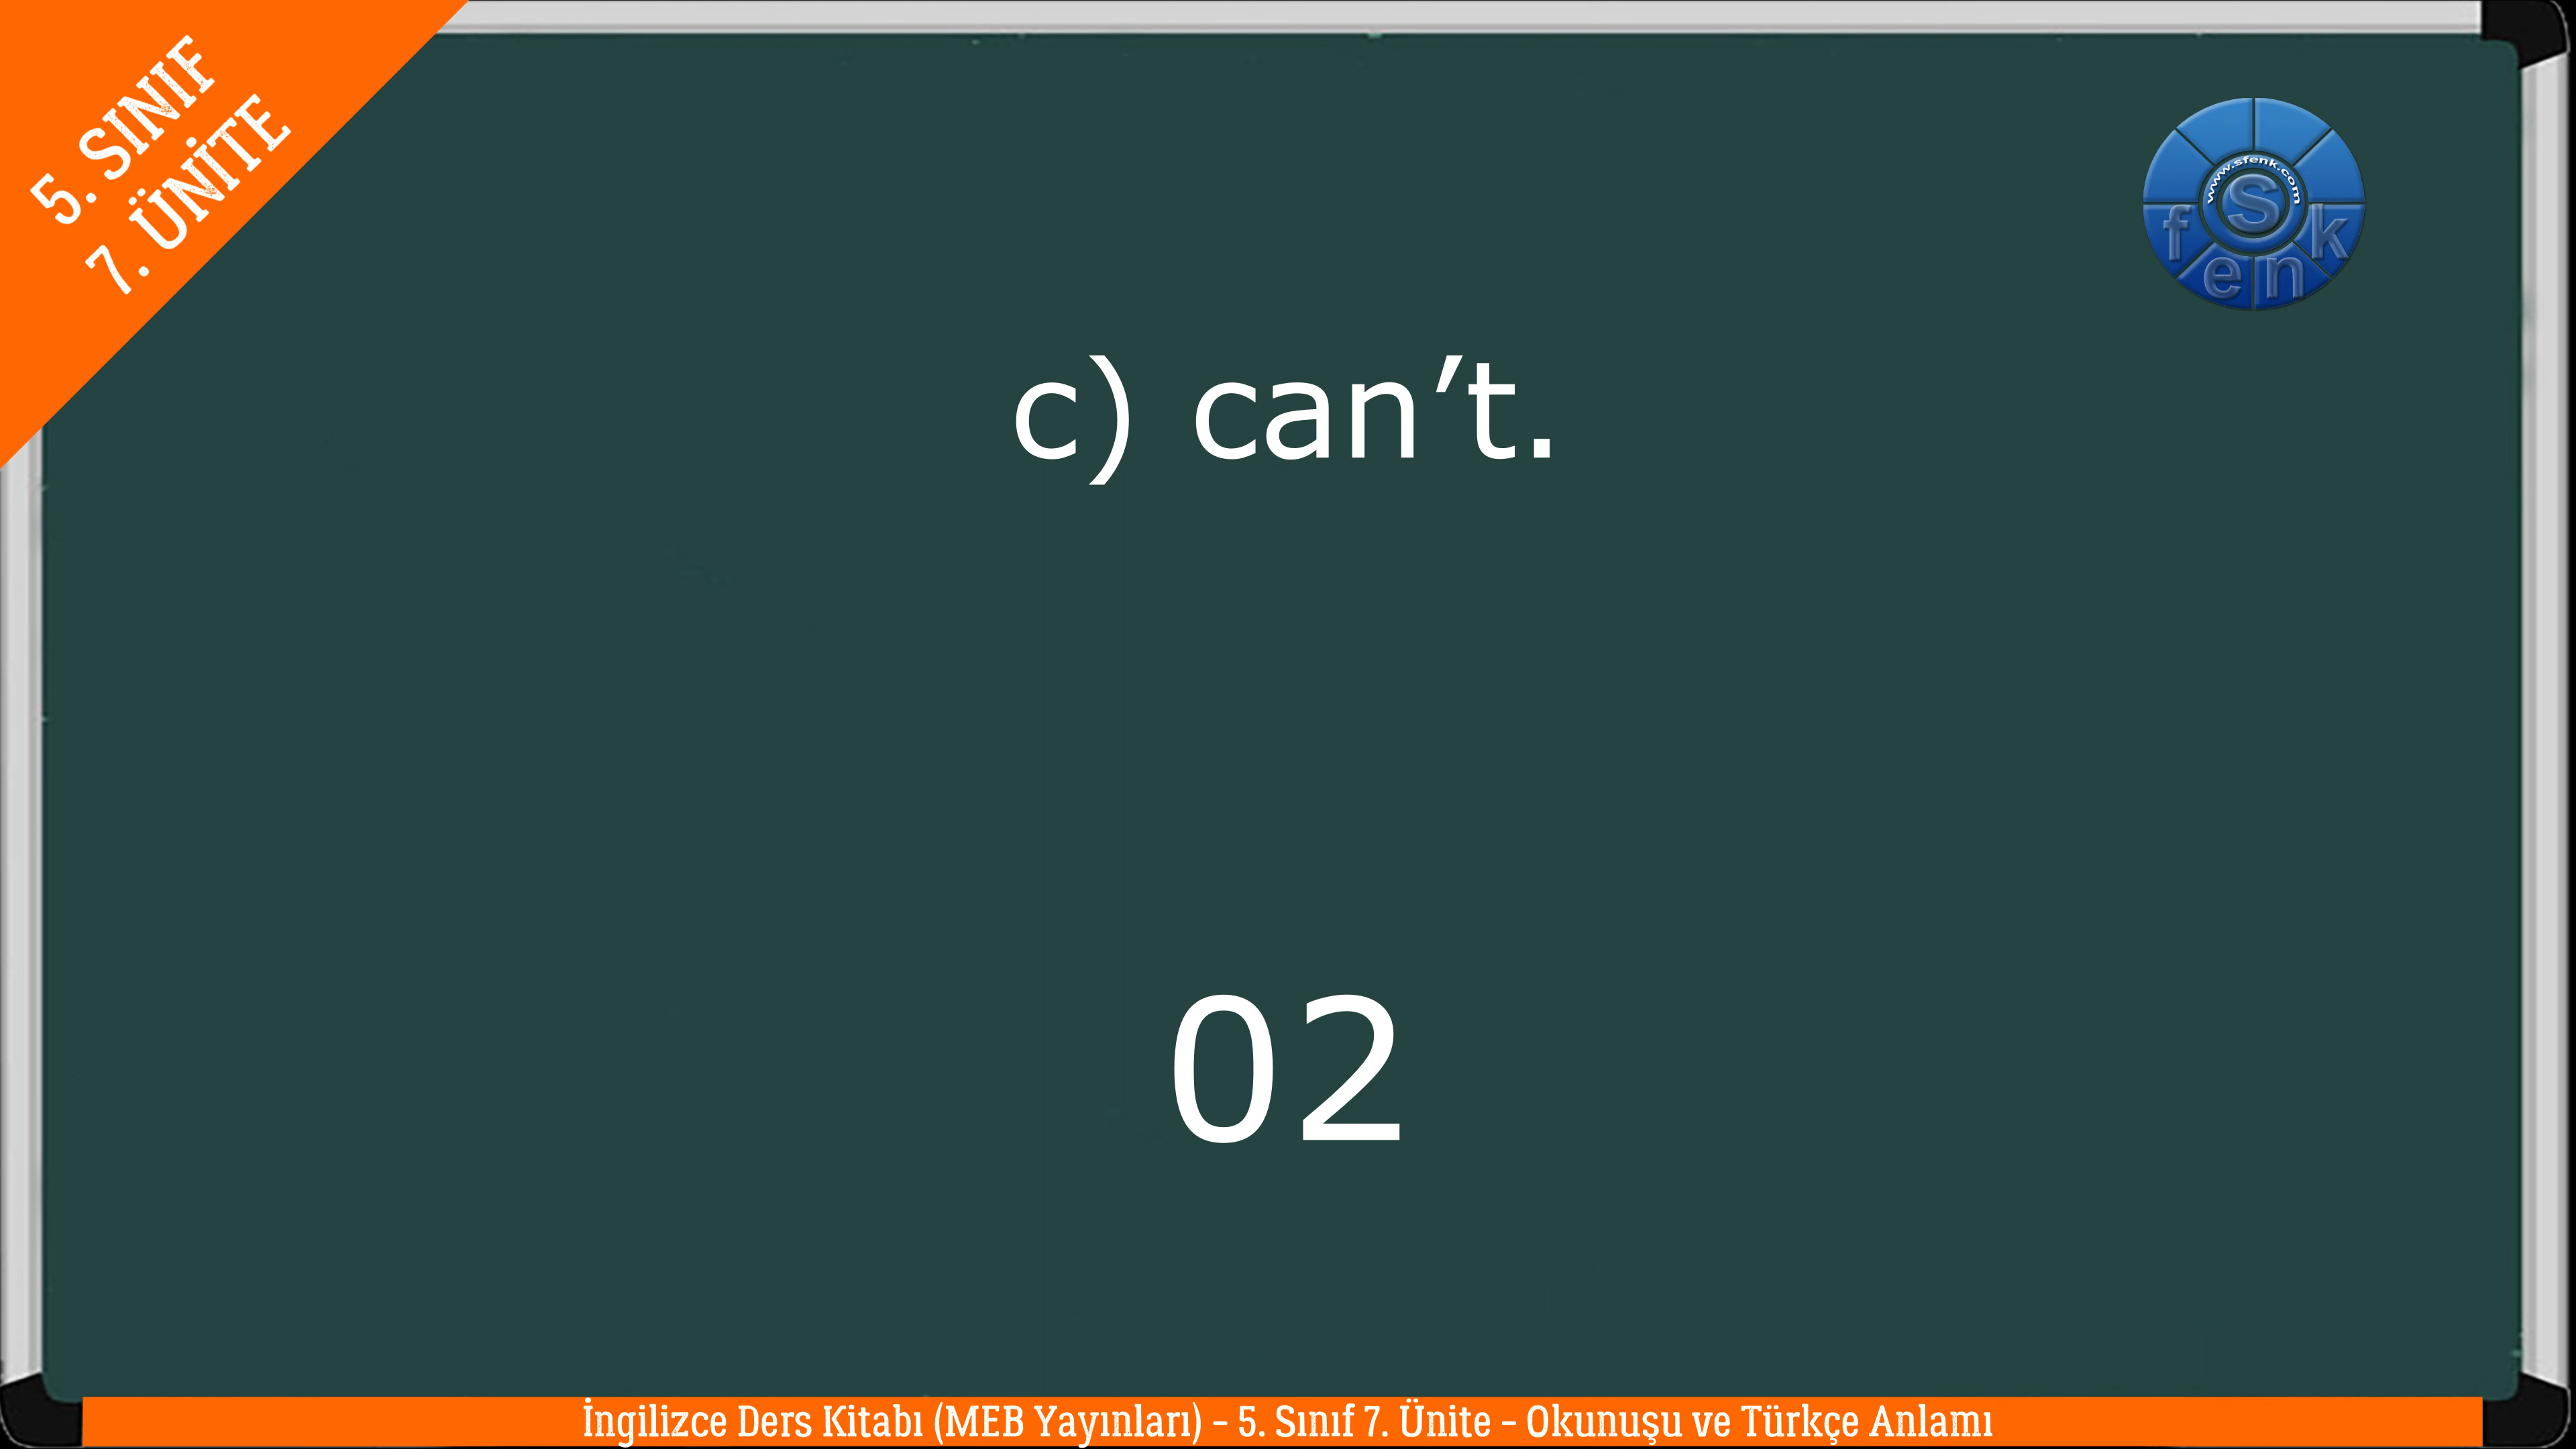 5. SINIF
7. ÜNİTE
www.sfenk.com
S
f e n k
c) can’t.
02
İngilizce Ders Kitabı (MEB Yayınları) – 5. Sınıf 7. Ünite – Okunuşu ve Türkçe Anlamı